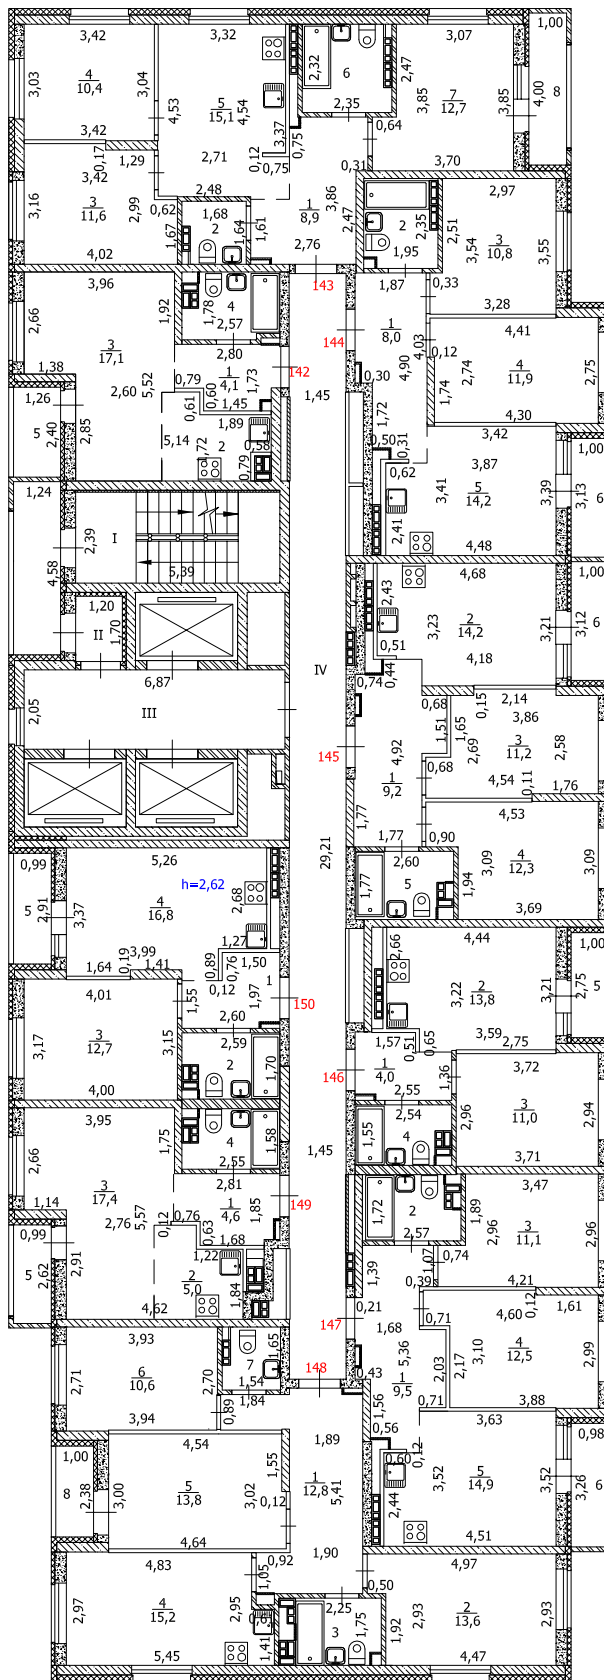 3,42 3,32 3,07 1,00
3,03 4 10,4 3,04 4,53 5 15,1 4,54 2,32 6 2,47 3,85 7 12,7 3,85 4,00 8
3,37 0,75 2,35 0,64
3,42 0,17 1,29 2,71 0,12 0,75 0,31 3,70
3,42 3,16 3 11,6 2,99 0,62 2,48 3,86 2,47 2,97
1,68 2 1,67 1,64 1,61 1 8,9 2 2,35 2,51 3,54 3 10,8 3,55
4,02 2,76 1,95
3,96 143 1,87 0,33 3,28
2,66 1,92 1,78 4 2,57 144 1 8,0 4,41
3 17,1 2,80 4,03 0,12 4 11,9 2,75
1,38 2,60 5,52 0,79 1 4,1 1,73 142 0,30 4,90 2,74 1,74
1,26 0,60 1,45 1,45 4,30
5 2,40 2,85 0,61 1,89 1,72 3,42 1,00
5,14 1,72 2 0,58 0,50 0,31 3,87
0,79 0,62 3,41 5 14,2 3,39 3,13 6
1,24 2,41 4,48
2,39 I
4,58 5,39 4,68 1,00
1,20 2,43 2 14,2
II 1,70 3,23 3,21 3,12 6
0,51 4,18
6,87 IV 0,74 0,44
2,05 III 0,68 0,15 2,14
3,86
145 4,92 1,51 1,65 2,69 3 11,2 2,58
0,68
1 9,2 4,54 0,11 1,76
4,53
1,77 1,77 0,90
5,26 29,21 2,60 3,09 4 12,3 3,09
0,99 h=2,62 1,77 5 1,94
5 2,91 3,37 4 16,8 2,68 3,69
1,27 4,44
3,99 0,89 0,76 1,50 2,66 1,00
1,64 0,19 1,41 0,12 1 3,22 2 13,8 3,21 2,75 5
4,01 1,55 1,97 150
2,60 1,57 0,51 0,65 3,59 2,75
3,17 3 12,7 3,15 2,59 146 1 4,0 3,72
2 1,70 1,36
4,00 2,55 3 11,0 2,94
2,54 2,96
3,95 1,75 4 1,58 1,55 4
2,66 2,55 1,45 3,71
3 17,4 2,81 3,47
1,14 2,76 5,57 1 4,6 1,85 149 1,72 2 1,89 2,96 3 11,1 2,96
0,12 0,76 0,63
0,99 1,68 2,57
5 2,62 2,91 1,22 1,07 0,74
2 5,0 1,84 1,39 0,39 4,21
4,62 0,21 4,60 0,12 1,61
3,93 147 0,71
1,65 1,68 5,36 2,03 2,17 3,10 4 12,5 2,99
2,71 6 10,6 2,70 7 148 0,43
1,54 1 9,5
3,94 0,89 1,84 1,56 0,71 3,88
4,54 1,89 0,56 3,63 0,98
1,00 1,55 0,60 0,12
8 2,38 3,00 5 13,8 3,02 0,12 1 12,8 5,41 3,52 5 14,9 3,52 3,26 6
2,44
4,64 0,92 1,90 4,51
4,83 1,05 4,97
0,50
2,97 4 15,2 2,95 2,25 1,92 2,93 2 13,6 2,93
1,41 3 1,75
5,45 4,47